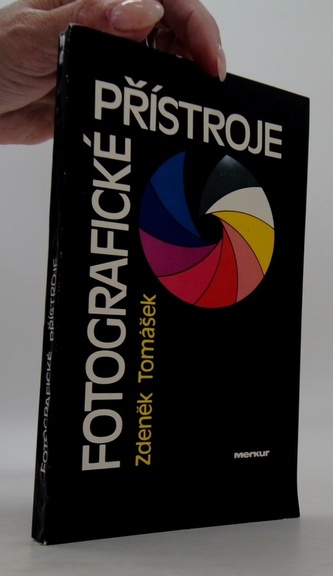 FOTOGRAFICKÉ
PŘÍSTROJE
Zdeněk Tomášek
Merkur
FOTOGRAFICKÉ PŘÍSTROJE